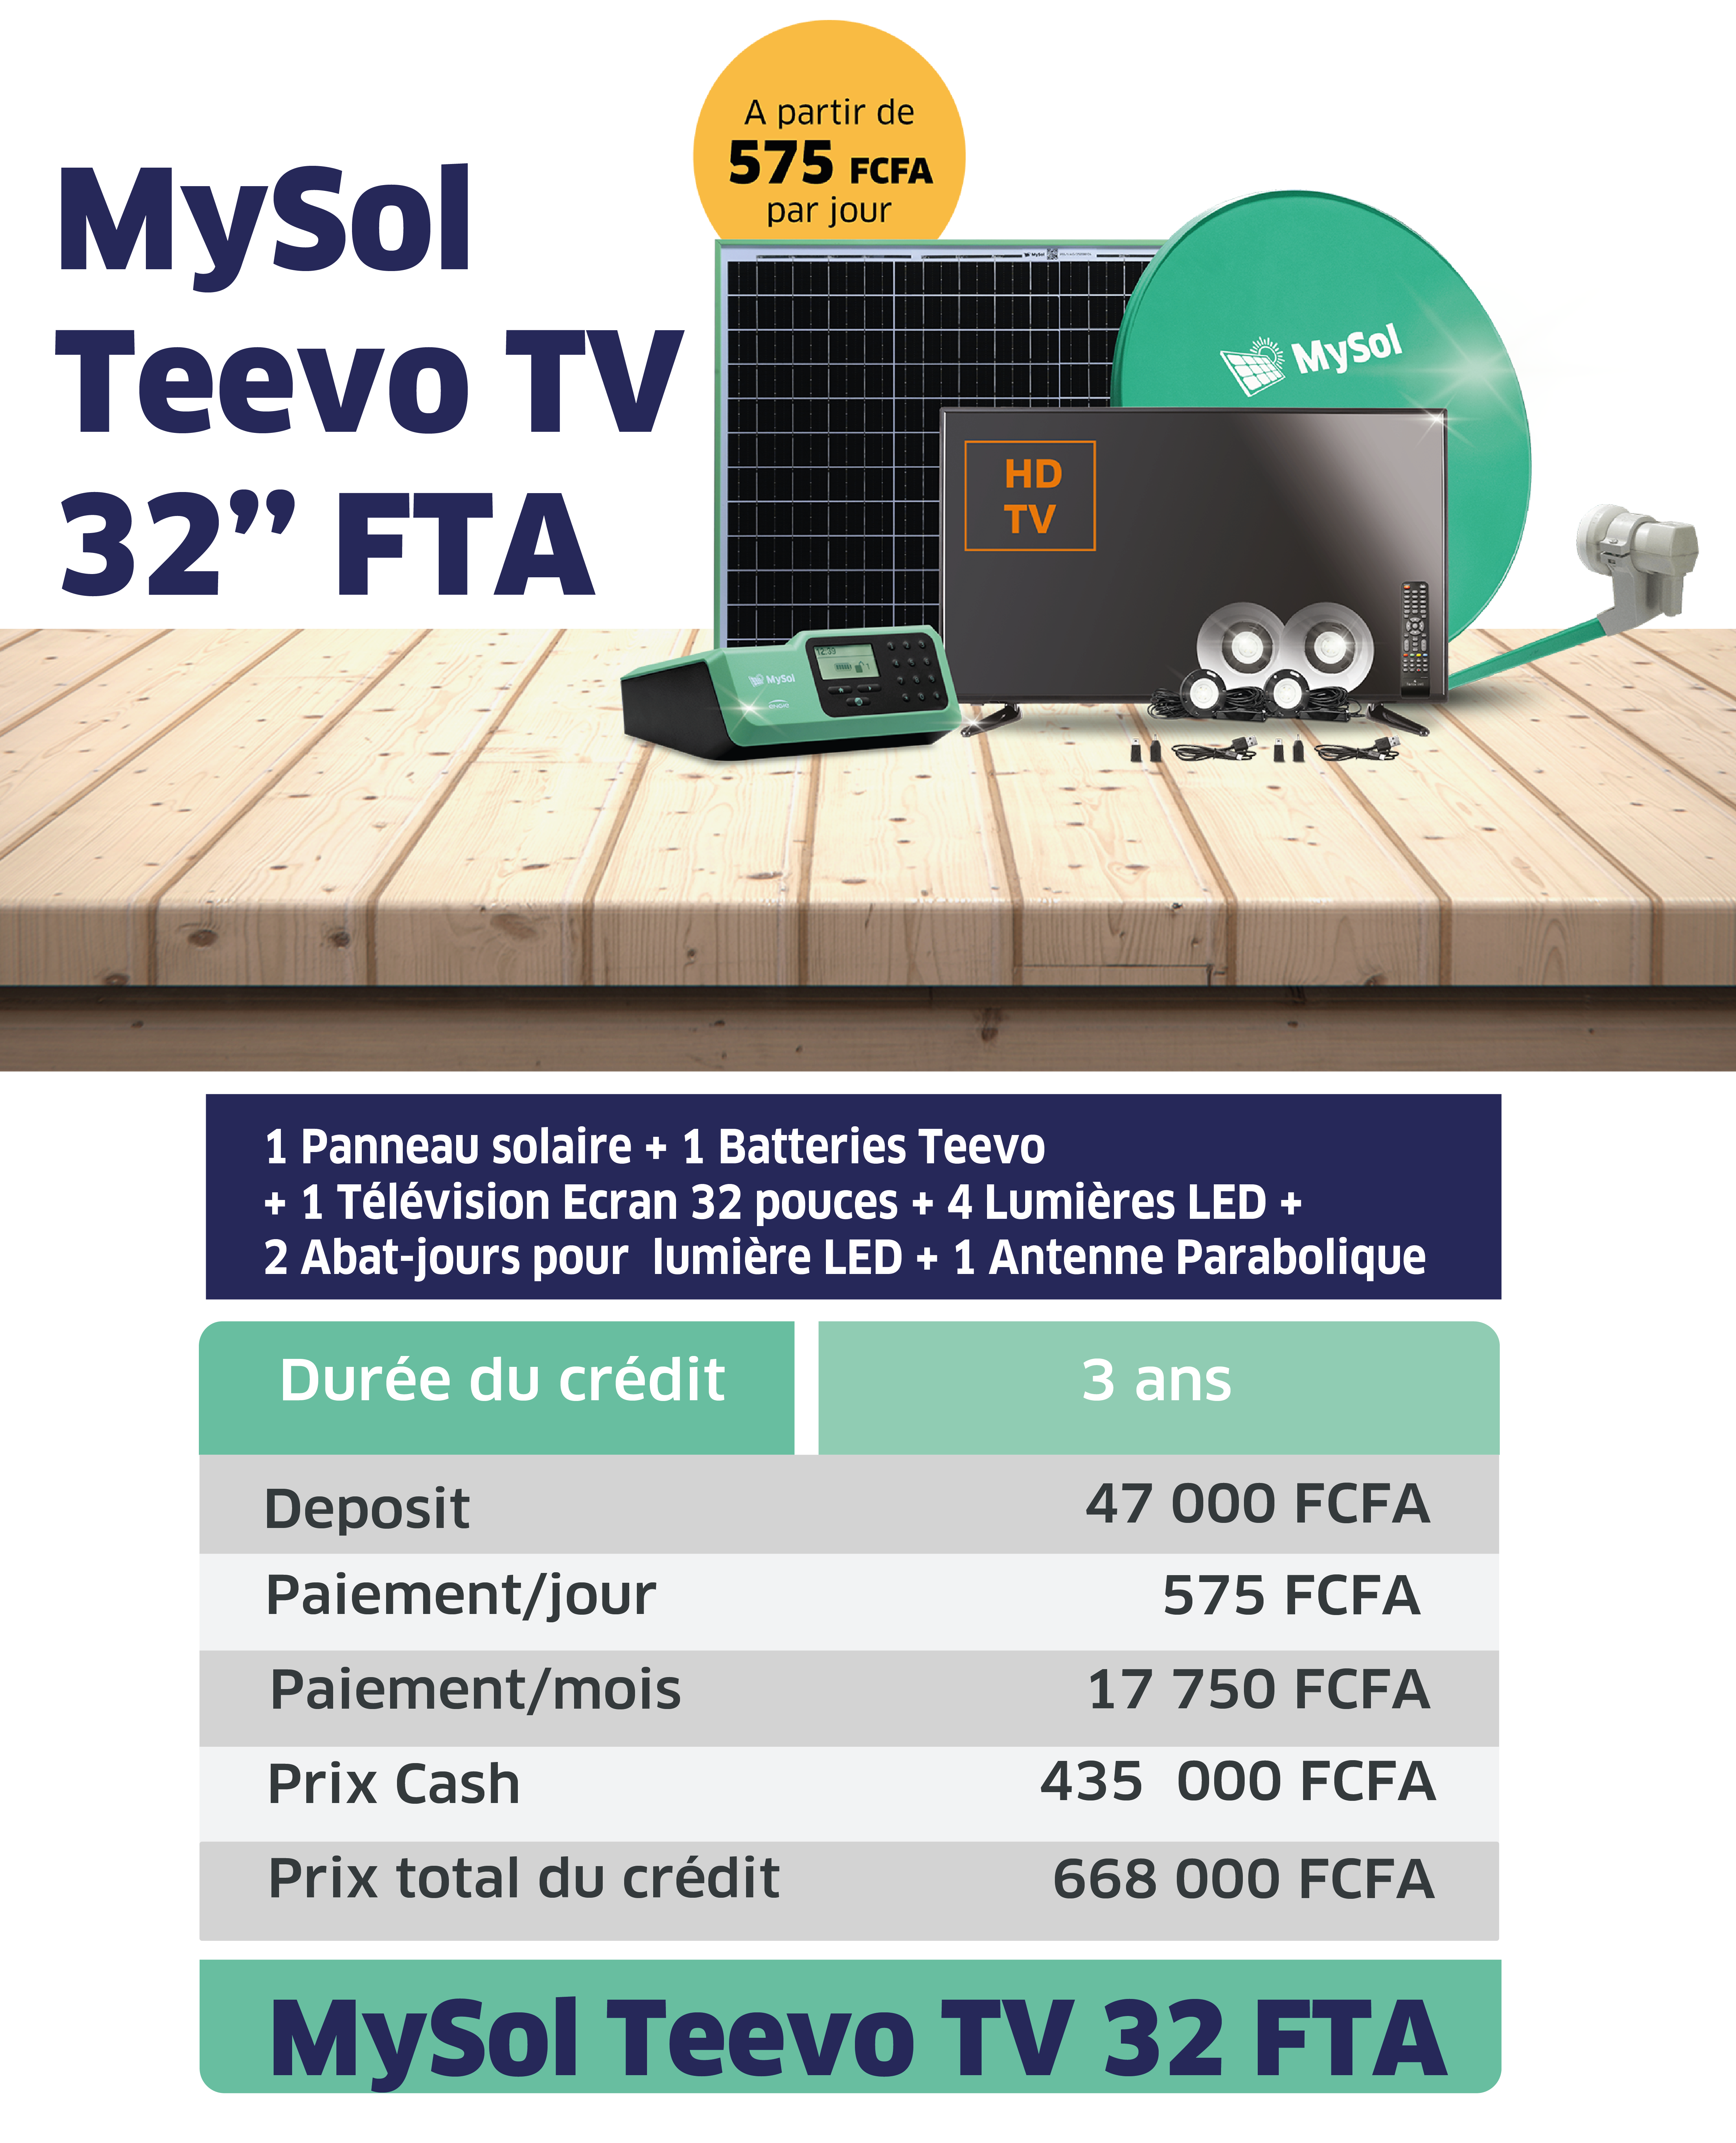 A partir de
575 FCFA
par jour
MySol
Teevo TV
32” FTA
MySol
MySol
HD
TV
12:39
MySol
1 Panneau solaire + 1 Batteries Teevo
+ 1 Télévision Ecran 32 pouces + 4 Lumières LED +
2 Abat-jours pour lumière LED + 1 Antenne Parabolique
Durée du crédit 3 ans
Deposit 47 000 FCFA
Paiement/jour 575 FCFA
Paiement/mois 17 750 FCFA
Prix Cash 435 000 FCFA
Prix total du crédit 668 000 FCFA
MySol Teevo TV 32 FTA